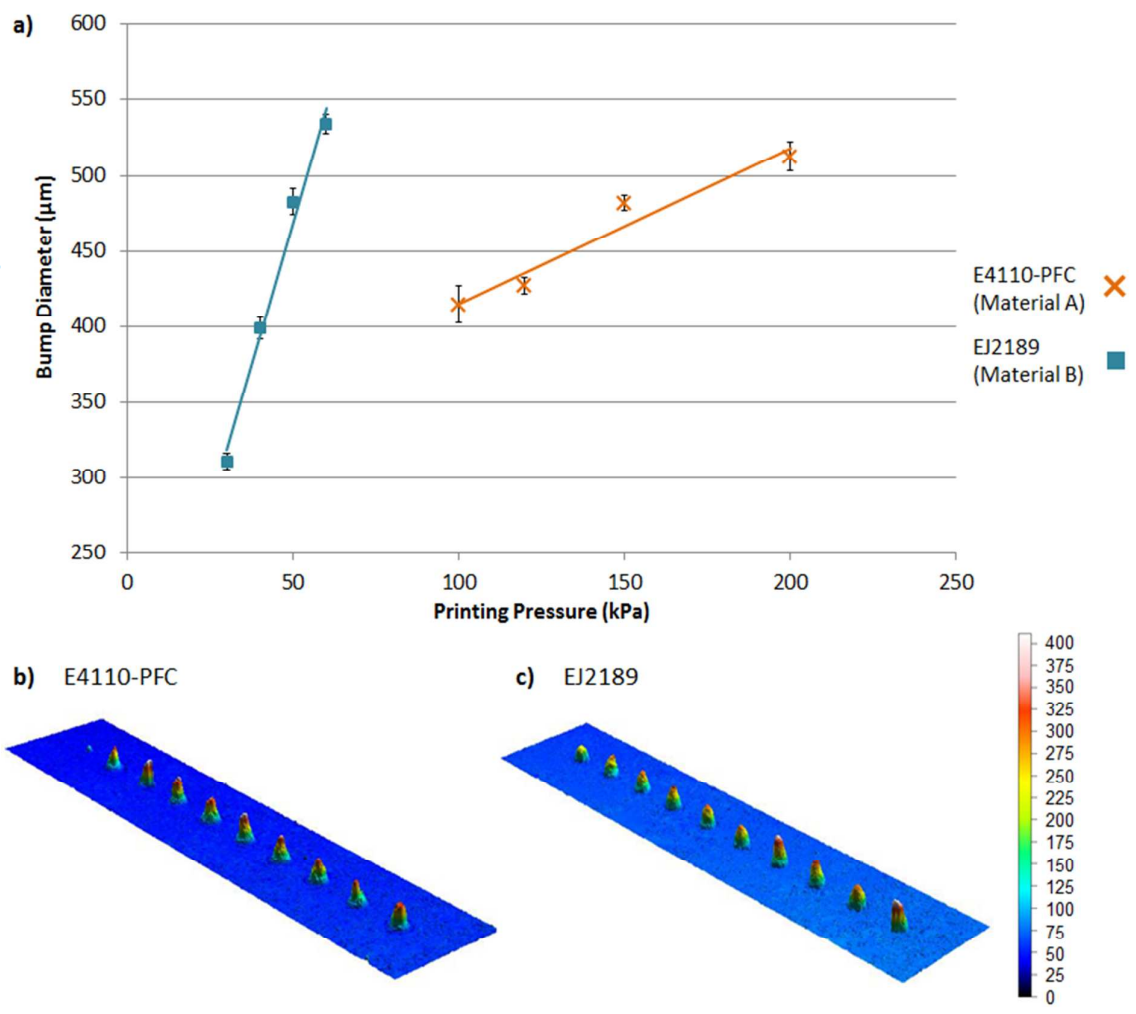 a)
600
550
500
450
400
350
300
250
Bump Diameter (µm)
0 50 100 150 200 250
Printing Pressure (kPa)
E4110-PFC
(Material A)
EJ2189
(Material B)
b) E4110-PFC
c) EJ2189
400
375
350
325
300
275
250
225
200
175
150
125
100
75
50
25
0